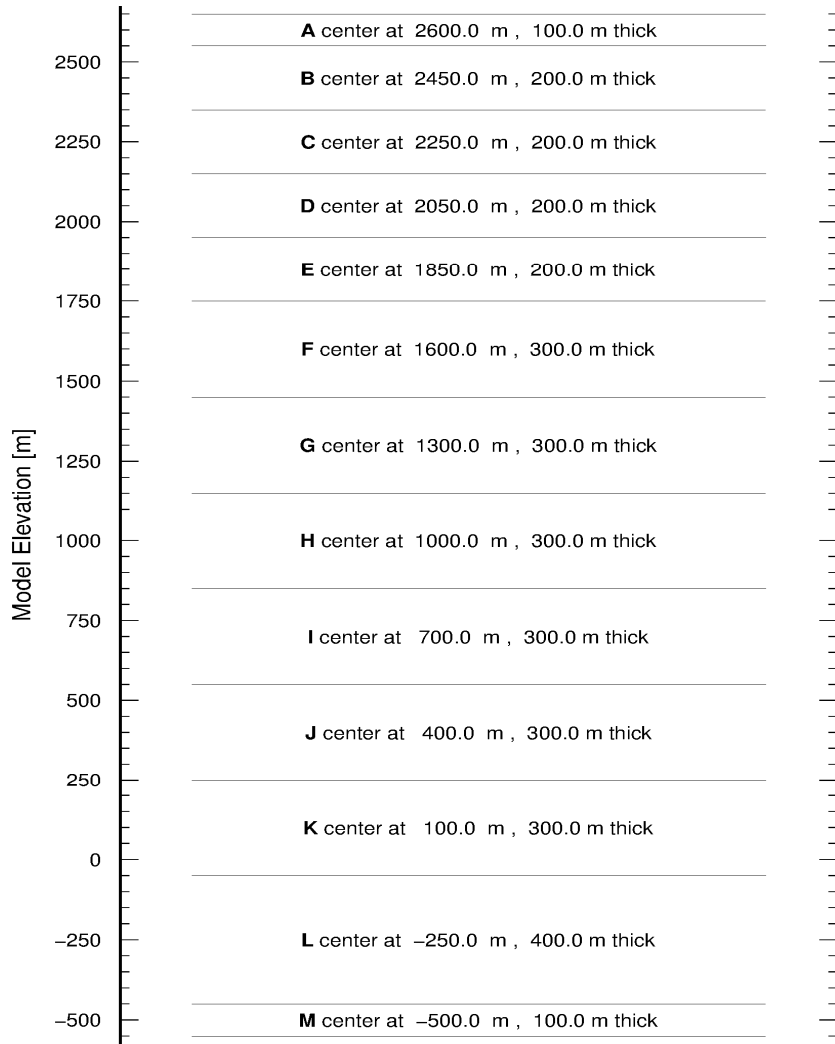 A center at 2600.0 m , 100.0 m thick
2500
B center at 2450.0 m , 200.0 m thick
2250
C center at 2250.0 m , 200.0 m thick
D center at 2050.0 m , 200.0 m thick
2000
E center at 1850.0 m , 200.0 m thick
1750
F center at 1600.0 m , 300.0 m thick
1500
Model Elevation [m]
G center at 1300.0 m , 300.0 m thick
1250
H center at 1000.0 m , 300.0 m thick
1000
750
I center at 700.0 m , 300.0 m thick
500
J center at 400.0 m , 300.0 m thick
250
K center at 100.0 m , 300.0 m thick
0
−250
L center at −250.0 m , 400.0 m thick
−500
M center at −500.0 m , 100.0 m thick